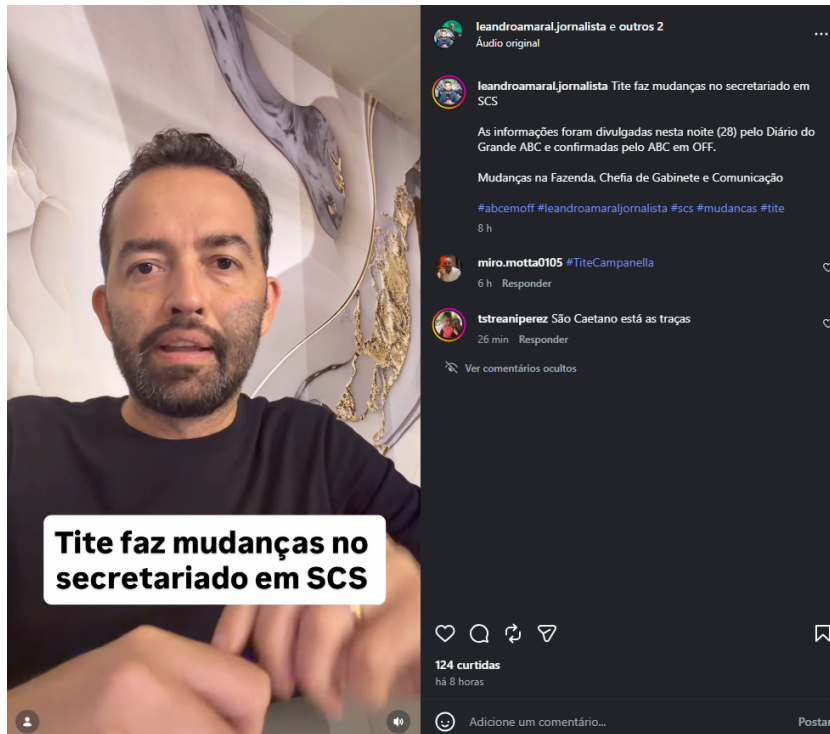 Tite faz mudanças no
secretariado em SCS
leandroamaral.jornalista e outros 2
Áudio original
leandroamaral.jornalista Tite faz mudanças no secretariado em
SCS
As informações foram divulgadas nesta noite (28) pelo Diário do
Grande ABC e confirmadas pelo ABC em OFF.
Mudanças na Fazenda, Chefia de Gabinete e Comunicação
#abcemoff #leandroamaraljornalista #scs #mudancas #tite
8 h
miro.motta0105 #TiteCampanella
6 h Responder
tstreaniperez São Caetano está as traças
26 min Responder
Ver comentários ocultos
124 curtidas
há 8 horas
Adicione um comentário...
Postar